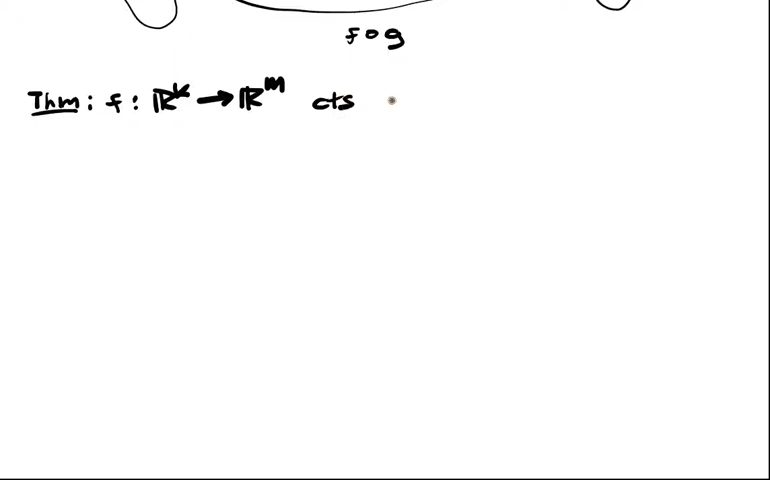 f o g
Thm : f : ℝᵏ → ℝᵐ cts